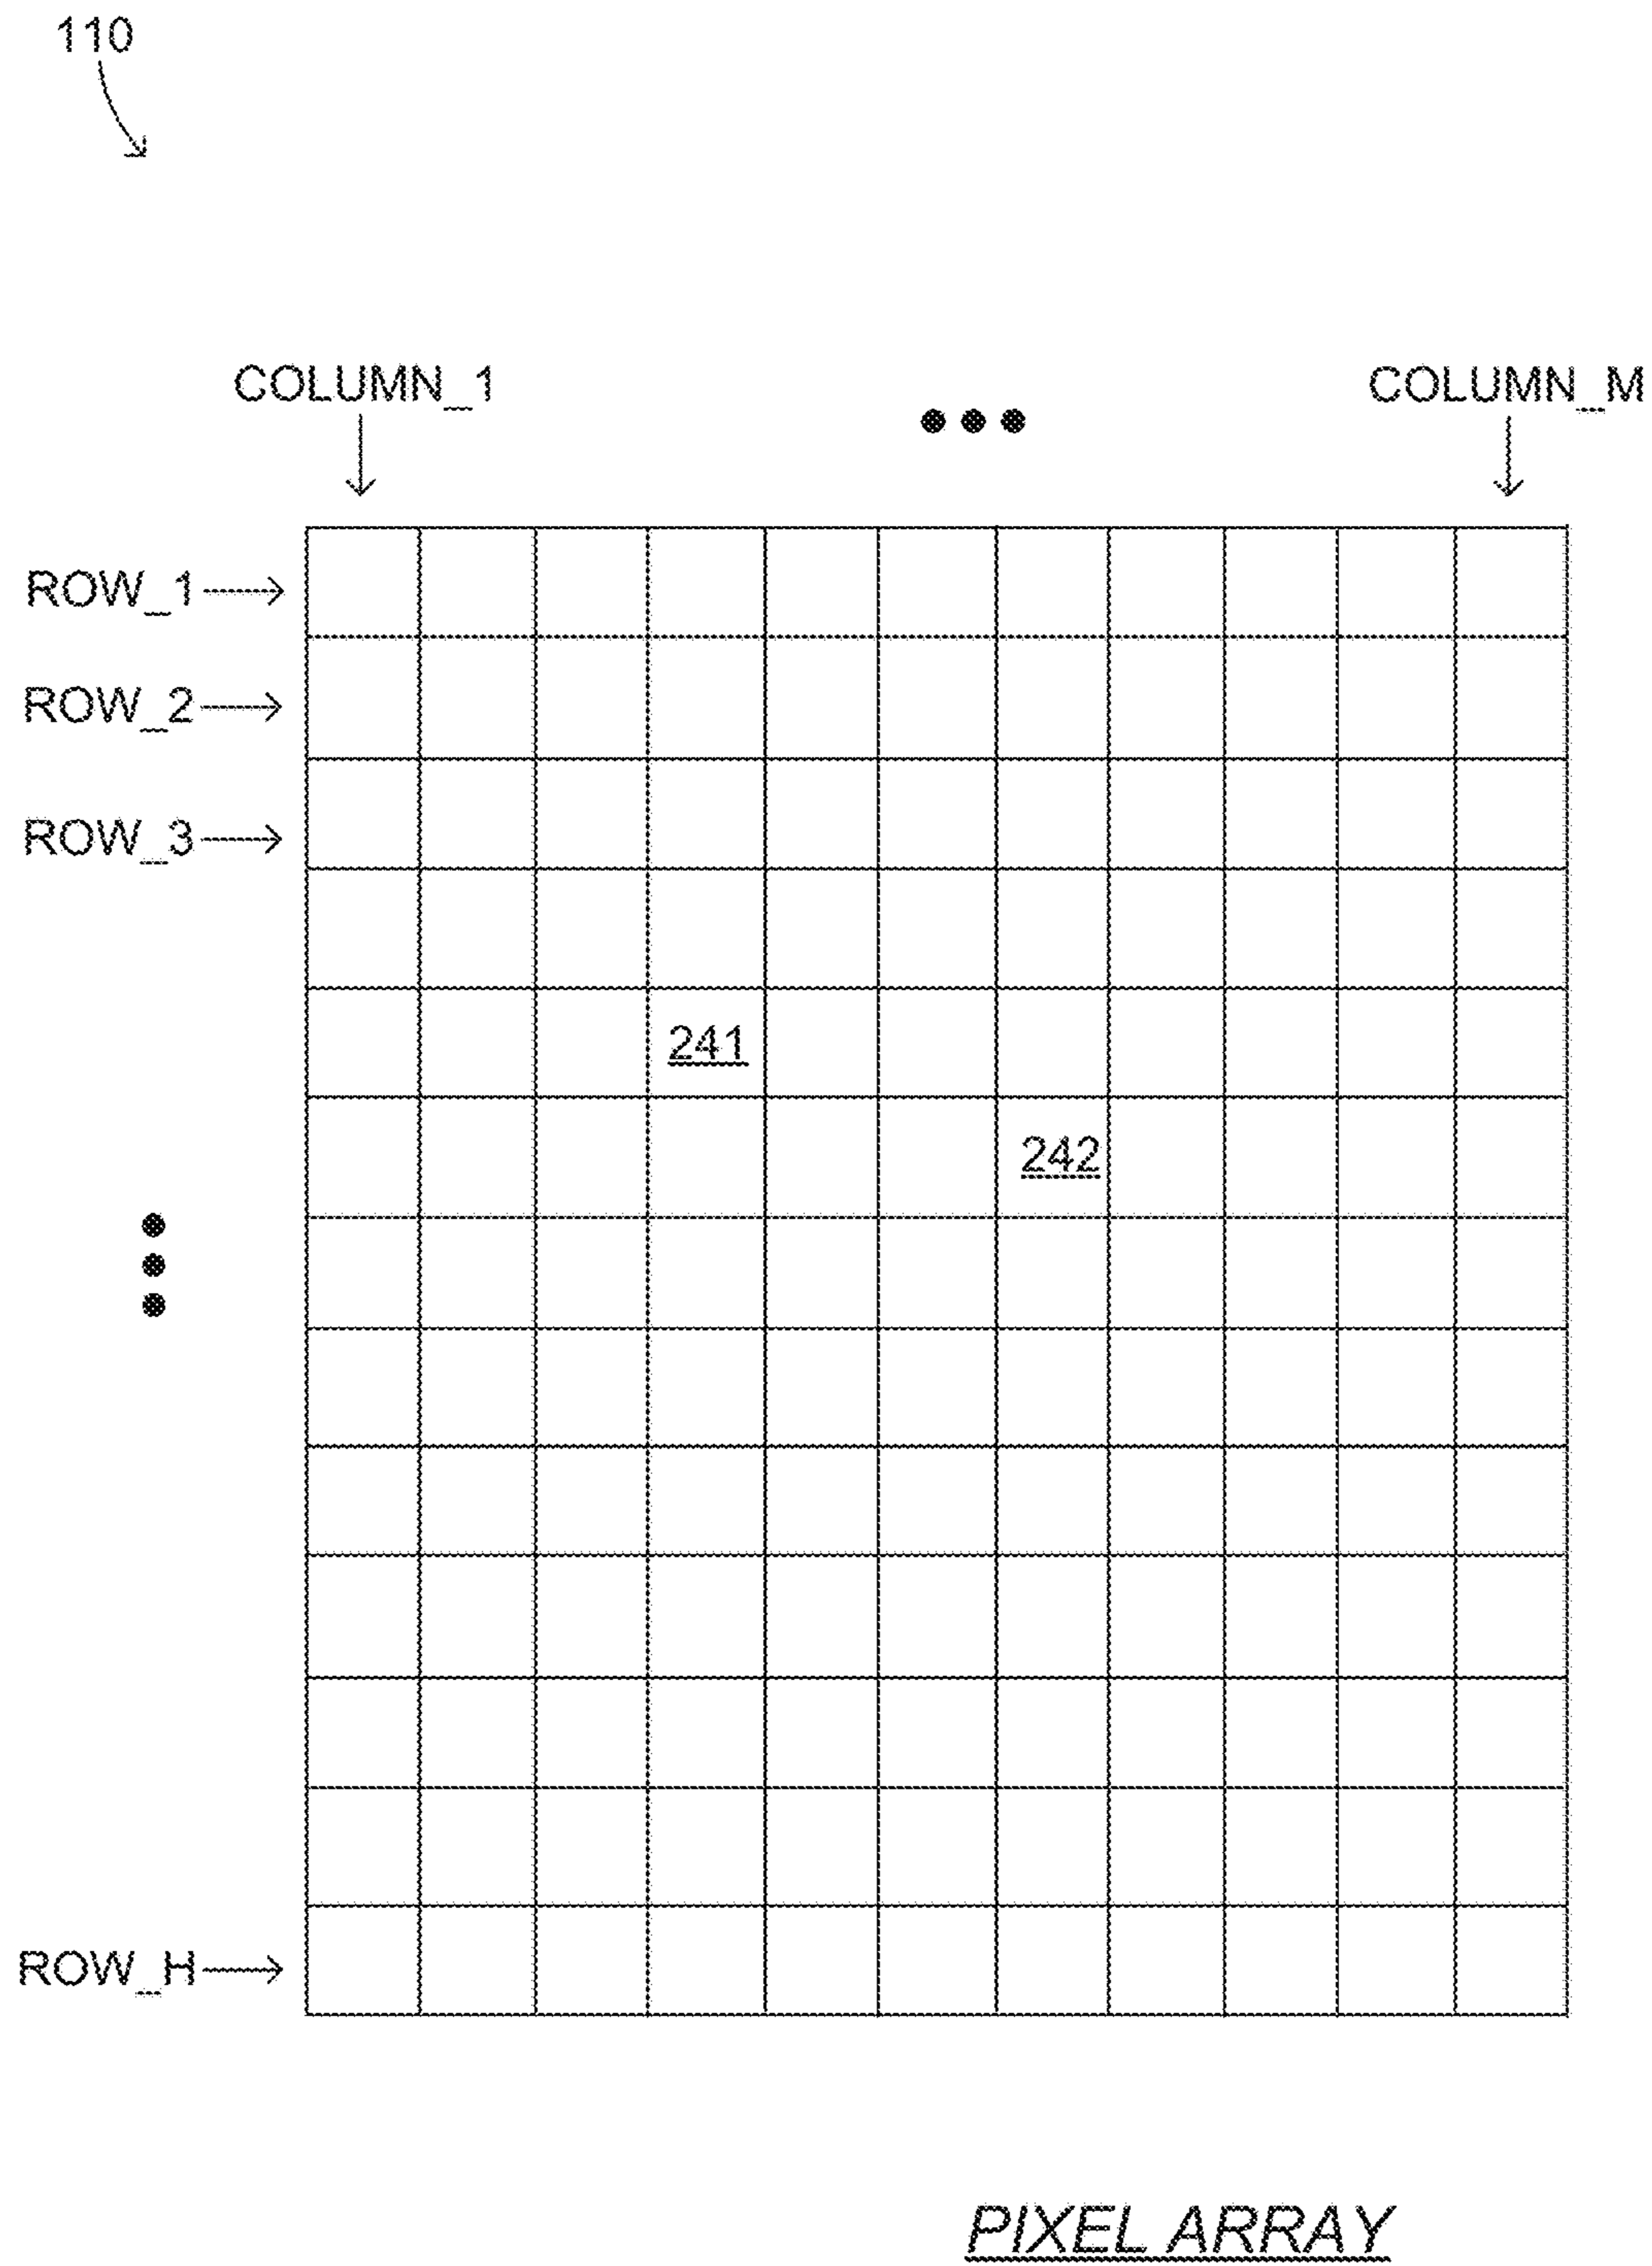 110
COLUMN_1
COLUMN_M
ROW_1
ROW_2
ROW_3
241
242
ROW_H
PIXEL ARRAY